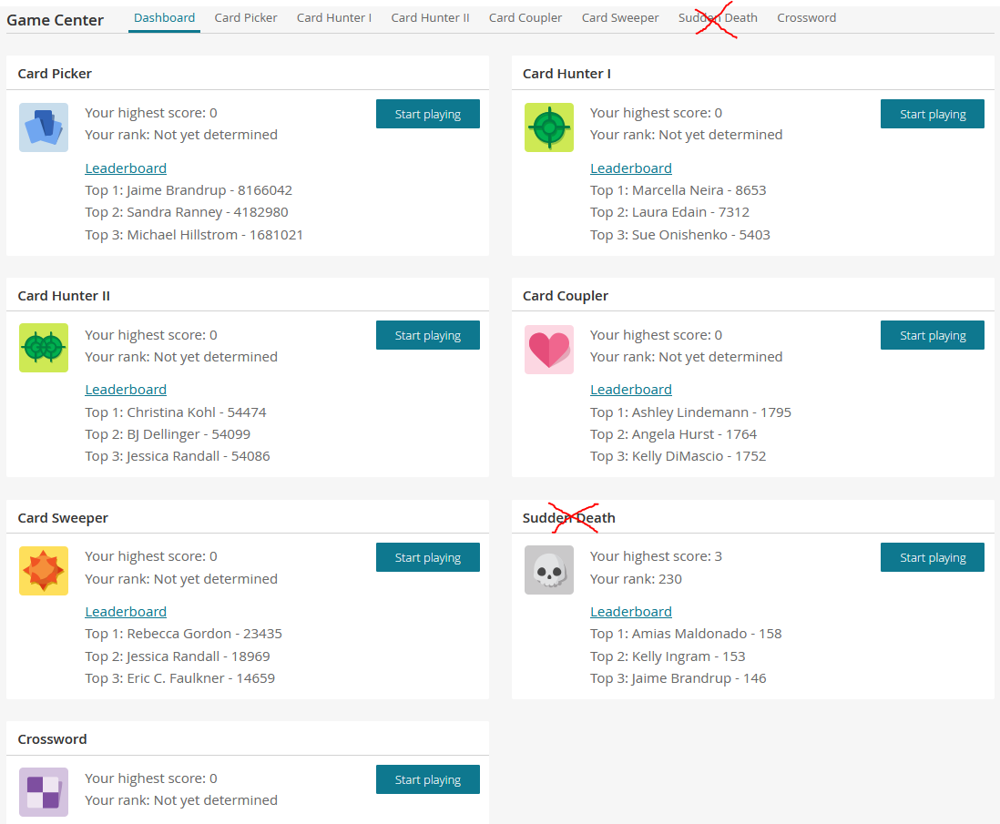 Game Center Dashboard Card Picker Card Hunter I Card Hunter II Card Coupler Card Sweeper Sudden Death Crossword
Card Picker
Your highest score: 0
Start playing
Your rank: Not yet determined
Leaderboard
Top 1: Jaime Brandrup - 8166042
Top 2: Sandra Ranney - 4182980
Top 3: Michael Hillstrom - 1681021
Card Hunter I
Your highest score: 0
Start playing
Your rank: Not yet determined
Leaderboard
Top 1: Marcella Neira - 8653
Top 2: Laura Edain - 7312
Top 3: Sue Onishenko - 5403
Card Hunter II
Your highest score: 0
Start playing
Your rank: Not yet determined
Leaderboard
Top 1: Christina Kohl - 54474
Top 2: BJ Dellinger - 54099
Top 3: Jessica Randall - 54086
Card Coupler
Your highest score: 0
Start playing
Your rank: Not yet determined
Leaderboard
Top 1: Ashley Lindemann - 1795
Top 2: Angela Hurst - 1764
Top 3: Kelly DiMascio - 1752
Card Sweeper
Your highest score: 0
Start playing
Your rank: Not yet determined
Leaderboard
Top 1: Rebecca Gordon - 23435
Top 2: Jessica Randall - 18969
Top 3: Eric C. Faulkner - 14659
Sudden Death
Your highest score: 3
Start playing
Your rank: 230
Leaderboard
Top 1: Amias Maldonado - 158
Top 2: Kelly Ingram - 153
Top 3: Jaime Brandrup - 146
Crossword
Your highest score: 0
Start playing
Your rank: Not yet determined